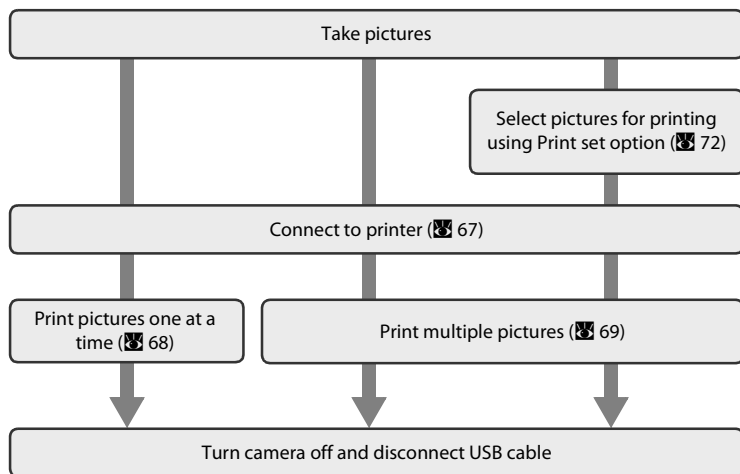 Take pictures
Select pictures for printing
using Print set option ( 72)
Connect to printer ( 67)
Print pictures one at a
time ( 68)
Print multiple pictures ( 69)
Turn camera off and disconnect USB cable